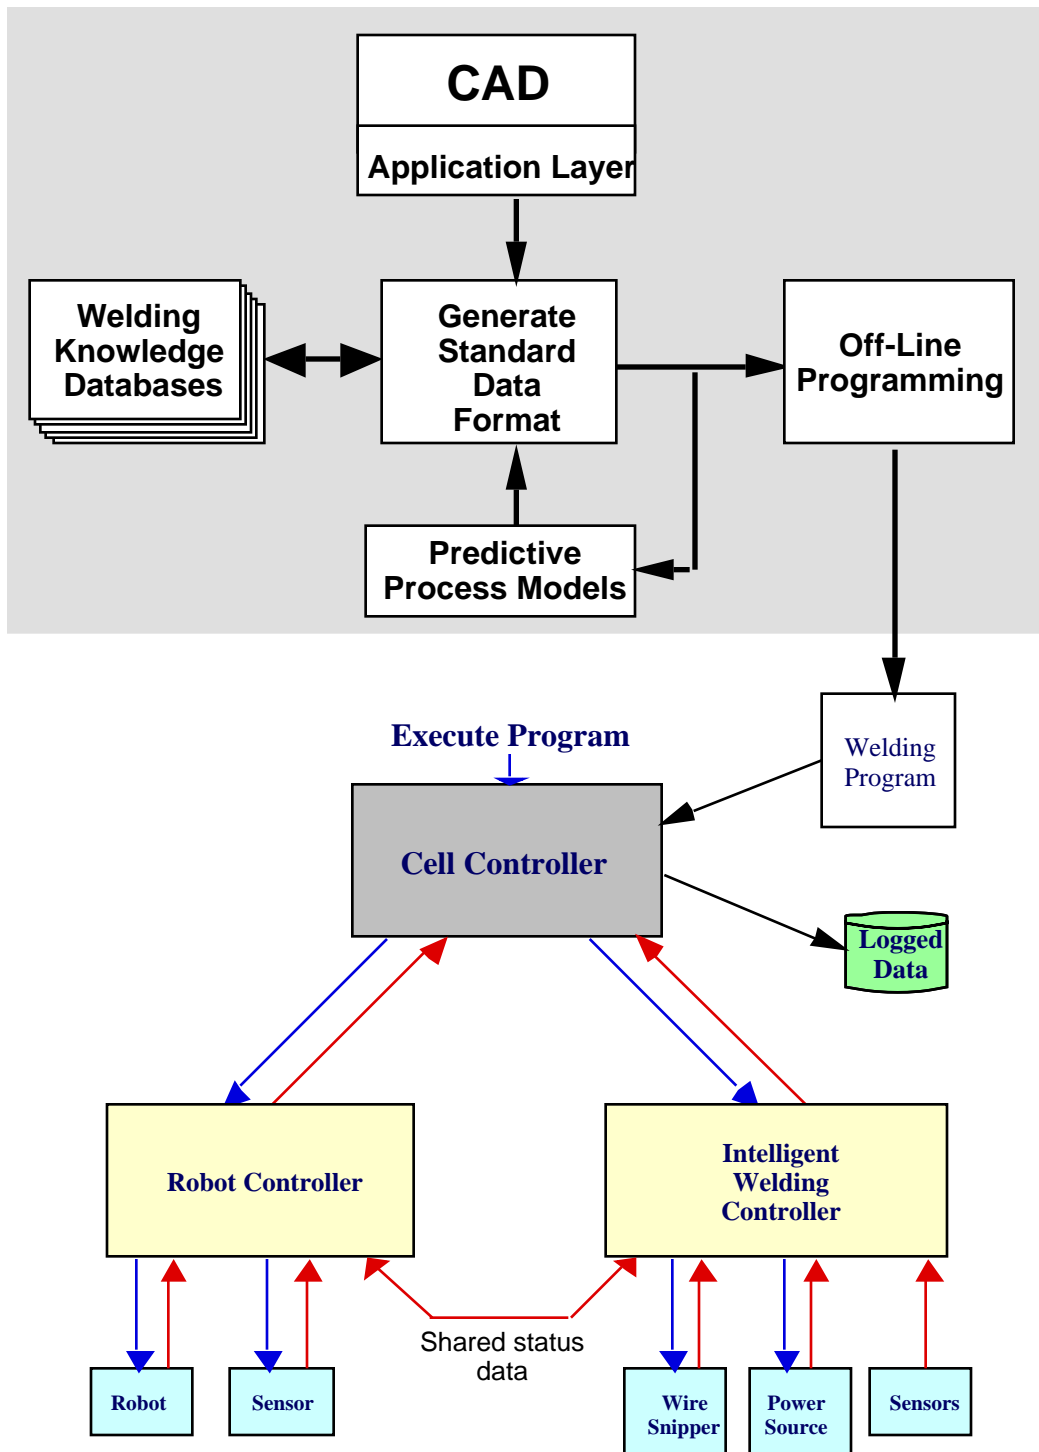 CAD
Application Layer
Welding
Knowledge
Databases
Generate
Standard
Data
Format
Off-Line
Programming
Predictive
Process Models
Execute Program
Welding
Program
Cell Controller
Logged
Data
Robot Controller
Intelligent
Welding
Controller
Shared status
data
Robot
Sensor
Wire
Snipper
Power
Source
Sensors